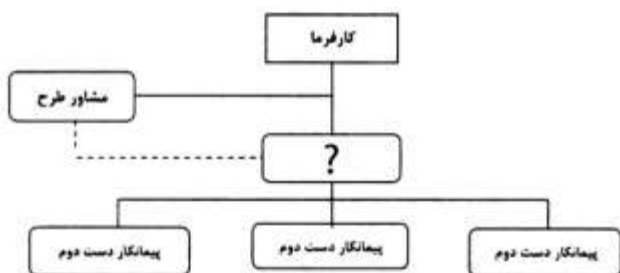 کارفرما
مشاور طرح
?
پیمانکار دست دوم
پیمانکار دست دوم
پیمانکار دست دوم